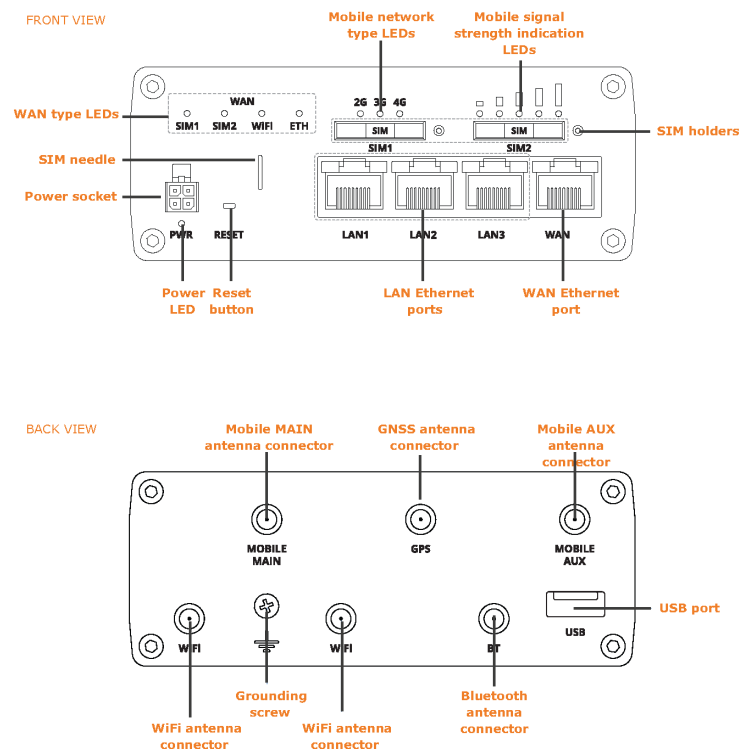 FRONT VIEW
Mobile network
type LEDs
Mobile signal
strength indication
LEDs
WAN type LEDs
WAN
2G 3G 4G
SIM1 SIM2 WIFI ETH
SIM SIM
SIM holders
SIM1 SIM2
SIM needle
Power socket
PWR RESET LAN1 LAN2 LAN3 WAN
Power
LED
Reset
button
LAN Ethernet
ports
WAN Ethernet
port
BACK VIEW
Mobile MAIN
antenna connector
GNSS antenna
connector
Mobile AUX
antenna
connector
MOBILE
MAIN
GPS
MOBILE
AUX
USB port
USB
WIFI WIFI BT
Grounding
screw
Bluetooth
antenna
connector
WiFi antenna
connector
WiFi antenna
connector